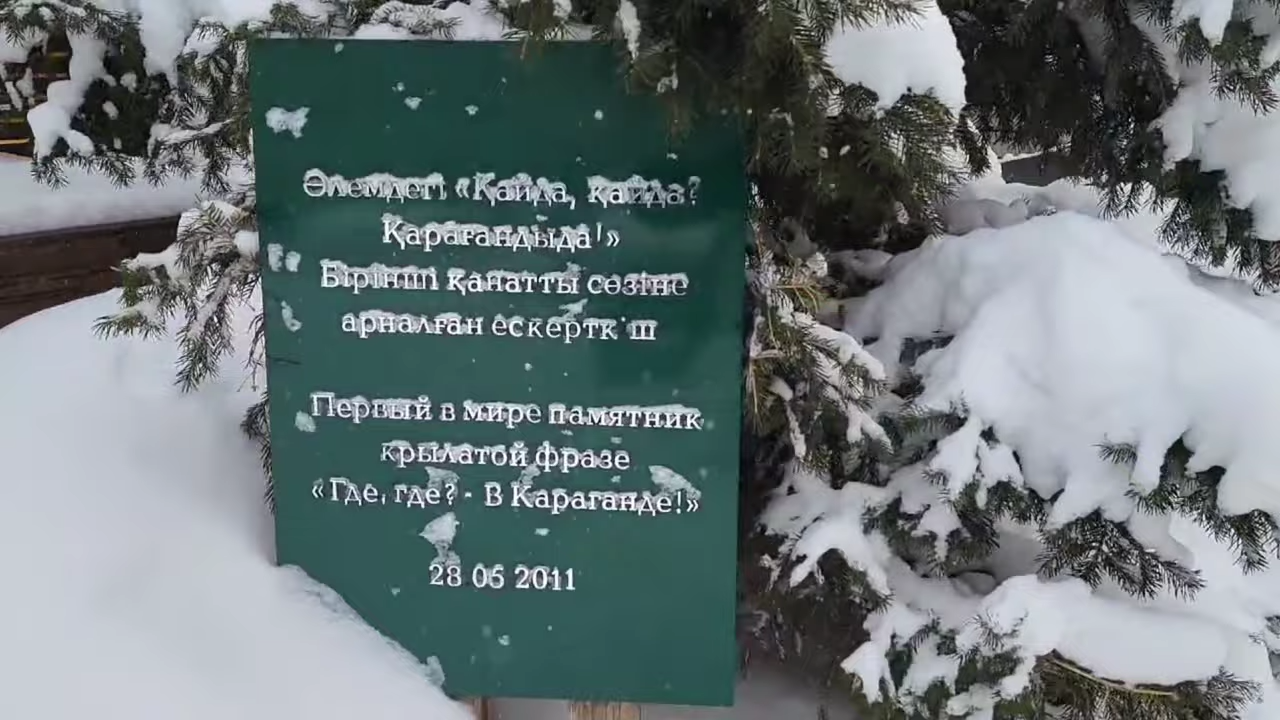 Әлемдегі «Қайда, қайда?
Қарағандыда!»
Бірінші қанатты сөзіне
арналған ескерткіш
Первый в мире памятник
крылатой фразе
«Где, где? - В Караганде!»
28 05 2011